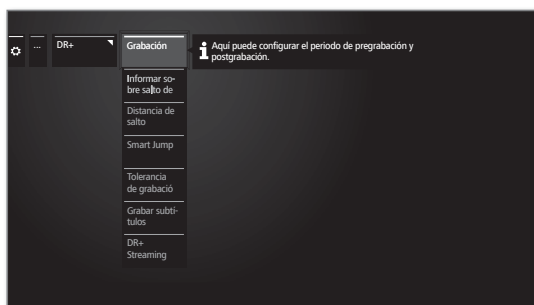 ... DR+ Grabación
i Aquí puede configurar el periodo de pregrabación y
postgrabación.
Informar so-
bre salto de
Distancia de
salto
Smart Jump
Tolerancia
de grabació
Grabar subtí-
tulos
DR+
Streaming